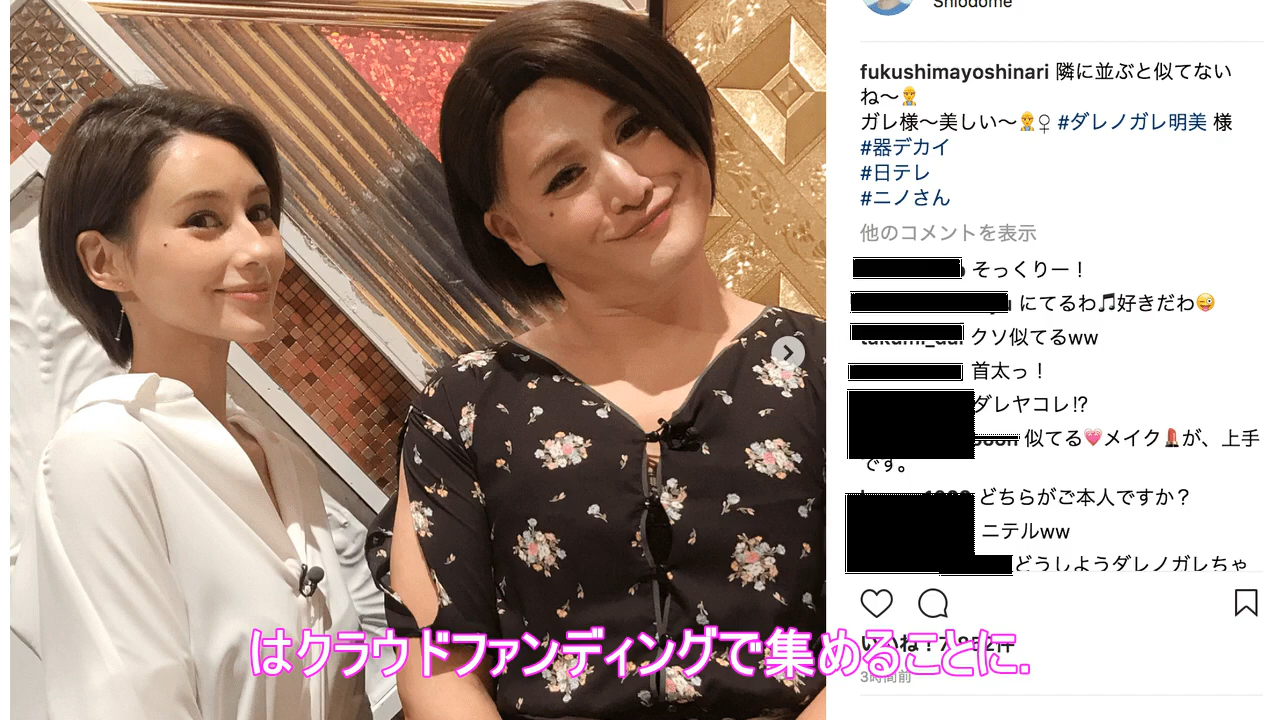 Shiodome
fukushimayoshinari 隣に並ぶと似てない
ね〜👷
ガレ様〜美しい〜👷♀ #ダレノガレ明美 様
#器デカイ
#日テレ
#ニノさん
他のコメントを表示
そっくりー！
にてるわ🎵好きだわ😜
クソ似てるww
首太っ！
ダレヤコレ⁉
似てる💗メイク💄が、上手
です。
どちらがご本人ですか？
ニテルww
どうしようダレノガレちゃ
はクラウドファンディングで集めることに.
3時間前